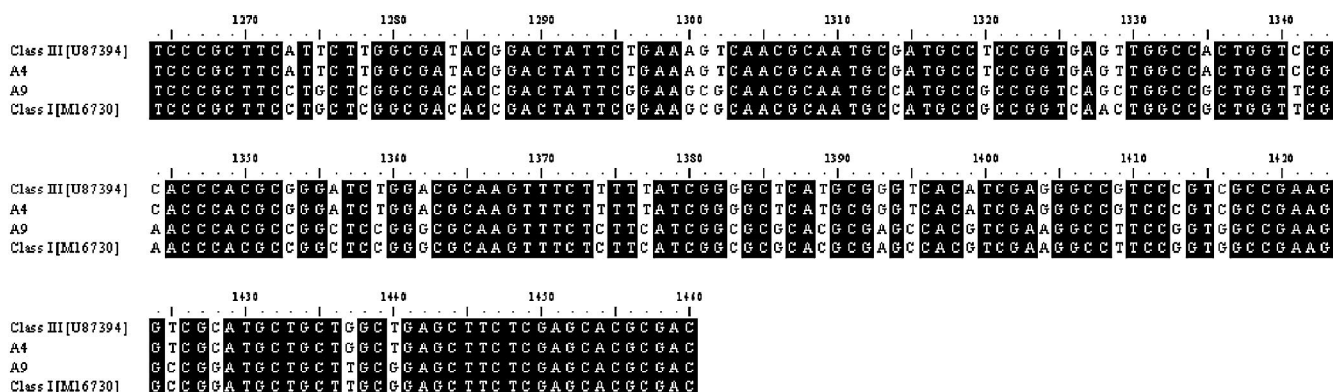 1270 1280 1290 1300 1310 1320 1330 1340
Class III [U87394] TCCCGCTTCATTCTTGGCGATACGGACTATTCTGAAAGTCAACGCAATGCGATGCCTCCGGTGAGTTGGCCACTGGTCCG
A4 TCCCGCTTCATTCTTGGCGATACGGACTATTCTGAAAGTCAACGCAATGCGATGCCTCCGGTGAGTTGGCCACTGGTCCG
A9 TCCCGCTTCCTGCTCGGCGACACCGACTATTCGGAAGCGCAACGCAATGCCATGCCGCCGGTCAGCTGGCCGCTGGTTCG
Class I [M16730] TCCCGCTTCCTGCTCGGCGACACCGACTATTCGGAAGCGCAACGCAATGCCATGCCGCCGGTCAACTGGCCGCTGGTTCG
1350 1360 1370 1380 1390 1400 1410 1420
Class III [U87394] CACCCACGCGGGATCTGGACGCAAGTTTCTTTTTATCGGGGCTCATGCGGGTCACATCGAGGGCCGTCCCGTCGCCGAAG
A4 CACCCACGCGGGATCTGGACGCAAGTTTCTTTTTATCGGGGCTCATGCGGGTCACATCGAGGGCCGTCCCGTCGCCGAAG
A9 AACCCACGCCGGCTCCGGGCGCAAGTTTCTCTTCATCGGCGCGCACGCGAGCCACGTCGAAGGCCTTCCGGTGGCCGAAG
Class I [M16730] AACCCACGCCGGCTCCGGGCGCAAGTTTCTCTTCATCGGCGCGCACGCGAGCCACGTCGAAGGCCTTCCGGTGGCCGAAG
1430 1440 1450 1440
Class III [U87394] GTCGCATGCTGCTGGCTGAGCTTCTCGAGCACGCGAC
A4 GTCGCATGCTGCTGGCTGAGCTTCTCGAGCACGCGAC
A9 GCCGGATGCTGCTTGCGGAGCTTCTCGAGCACGCGAC
Class I [M16730] GCCGGATGCTGCTTGCGGAGCTTCTCGAGCACGCGAC